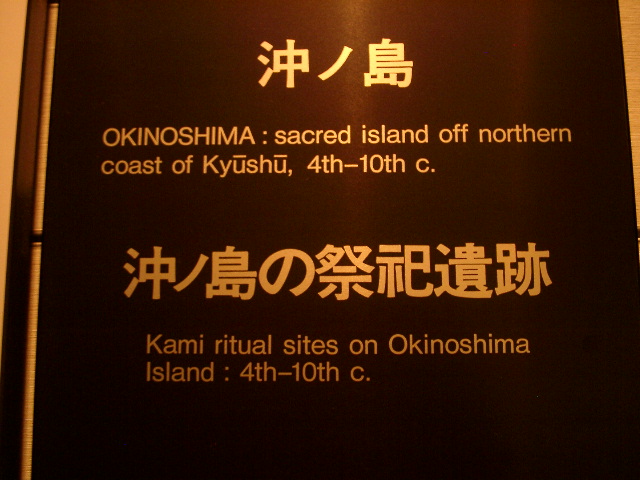 沖ノ島
OKINOSHIMA : sacred island off northern
coast of Kyūshū, 4th–10th c.
沖ノ島の祭祀遺跡
Kami ritual sites on Okinoshima
Island : 4th–10th c.